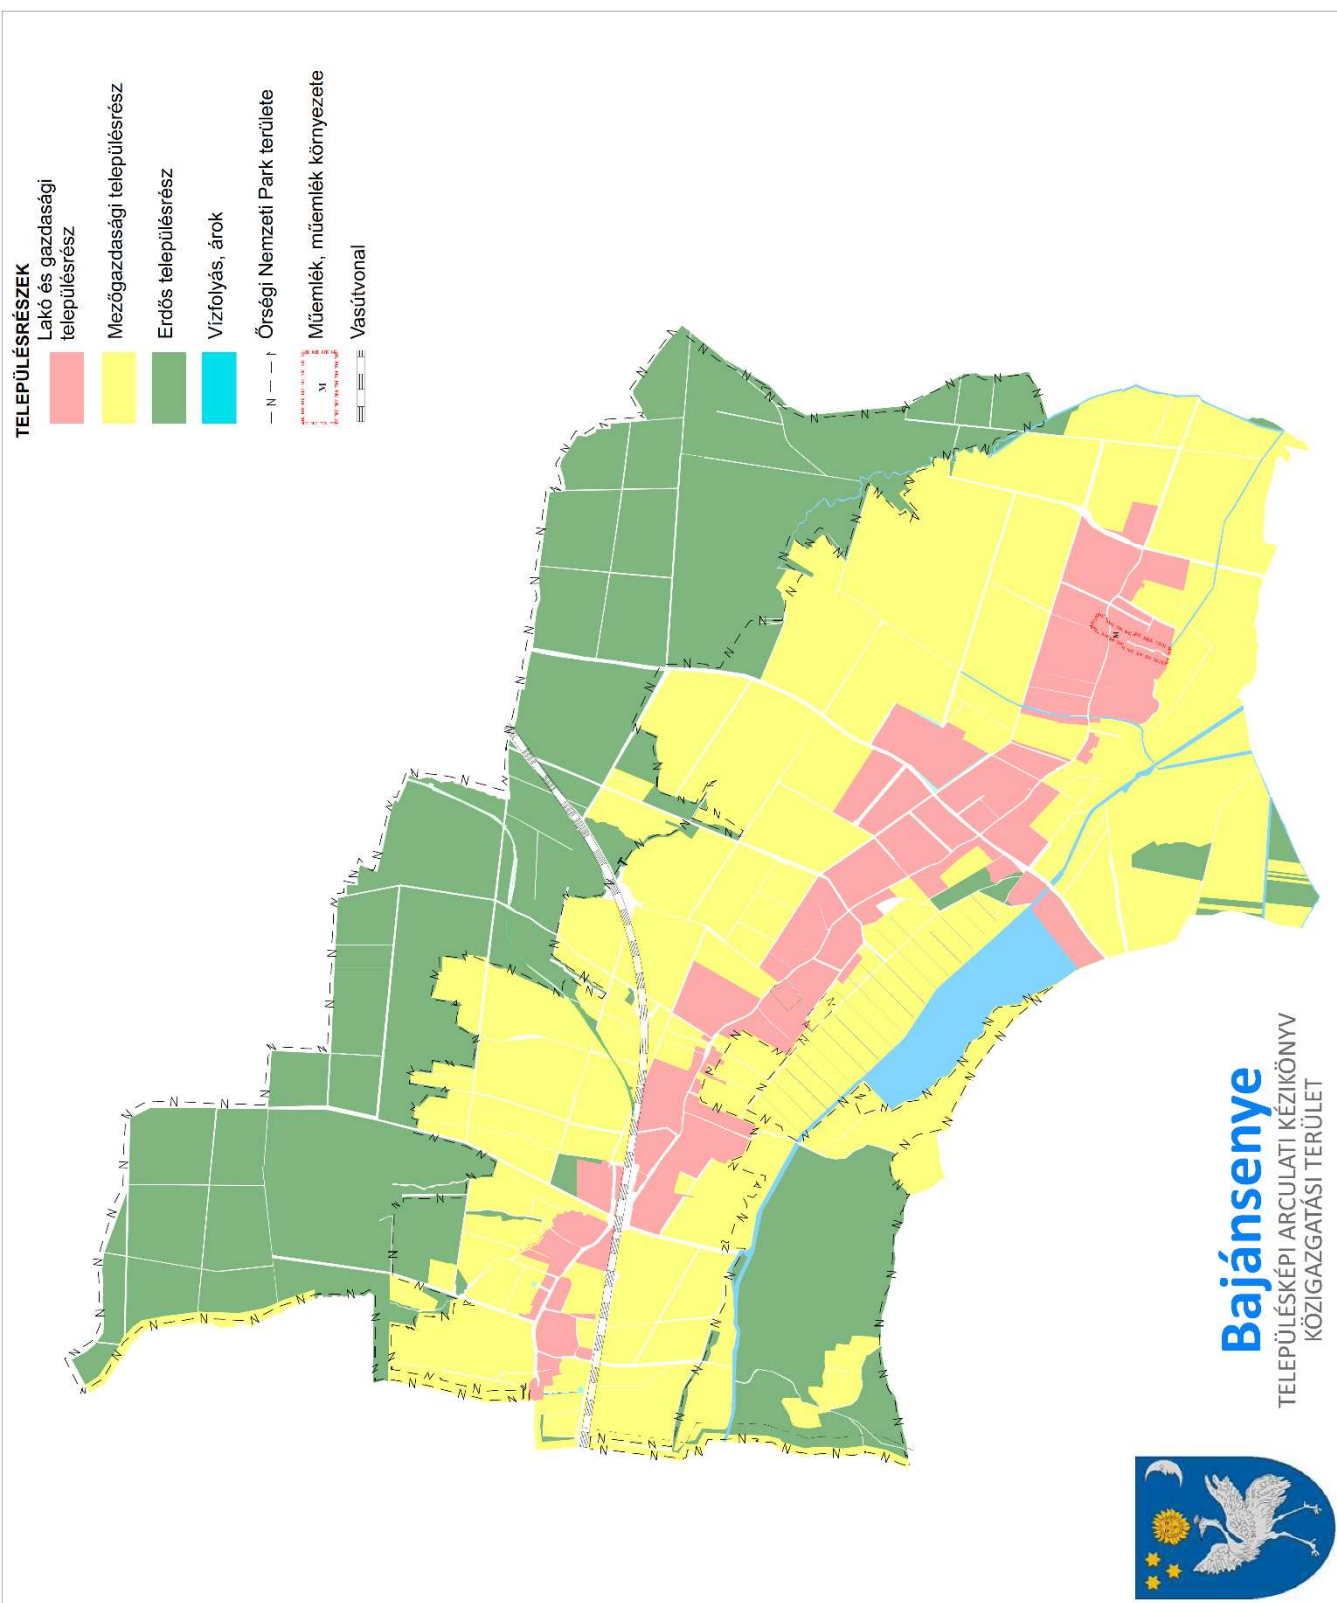 TELEPÜLÉSRÉSZEK
Lakó és gazdasági
településrész
Mezőgazdasági településrész
Erdős településrész
Vízfolyás, árok
N
Őrségi Nemzeti Park területe
M
Műemlék, műemlék környezete
Vasútvonal
M
Bajánsenye
TELEPÜLÉSKÉPI ARCULATI KÉZIKÖNYV
KÖZIGAZGATÁSI TERÜLET